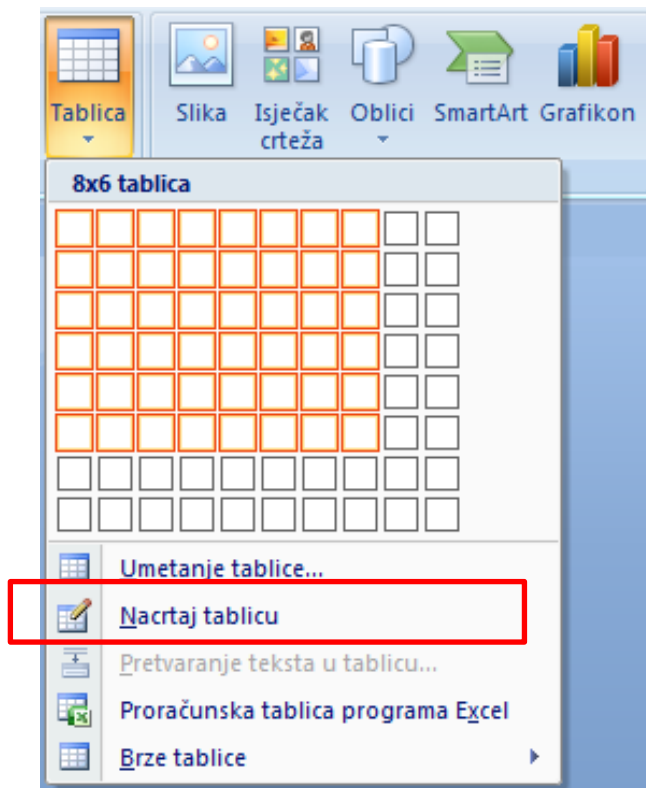 Tablica
Slika
Isječak
crteža
Oblici
SmartArt
Grafikon
8x6 tablica
Umetanje tablice...
Nacrtaj tablicu
Pretvaranje teksta u tablicu...
Proračunska tablica programa Excel
Brze tablice